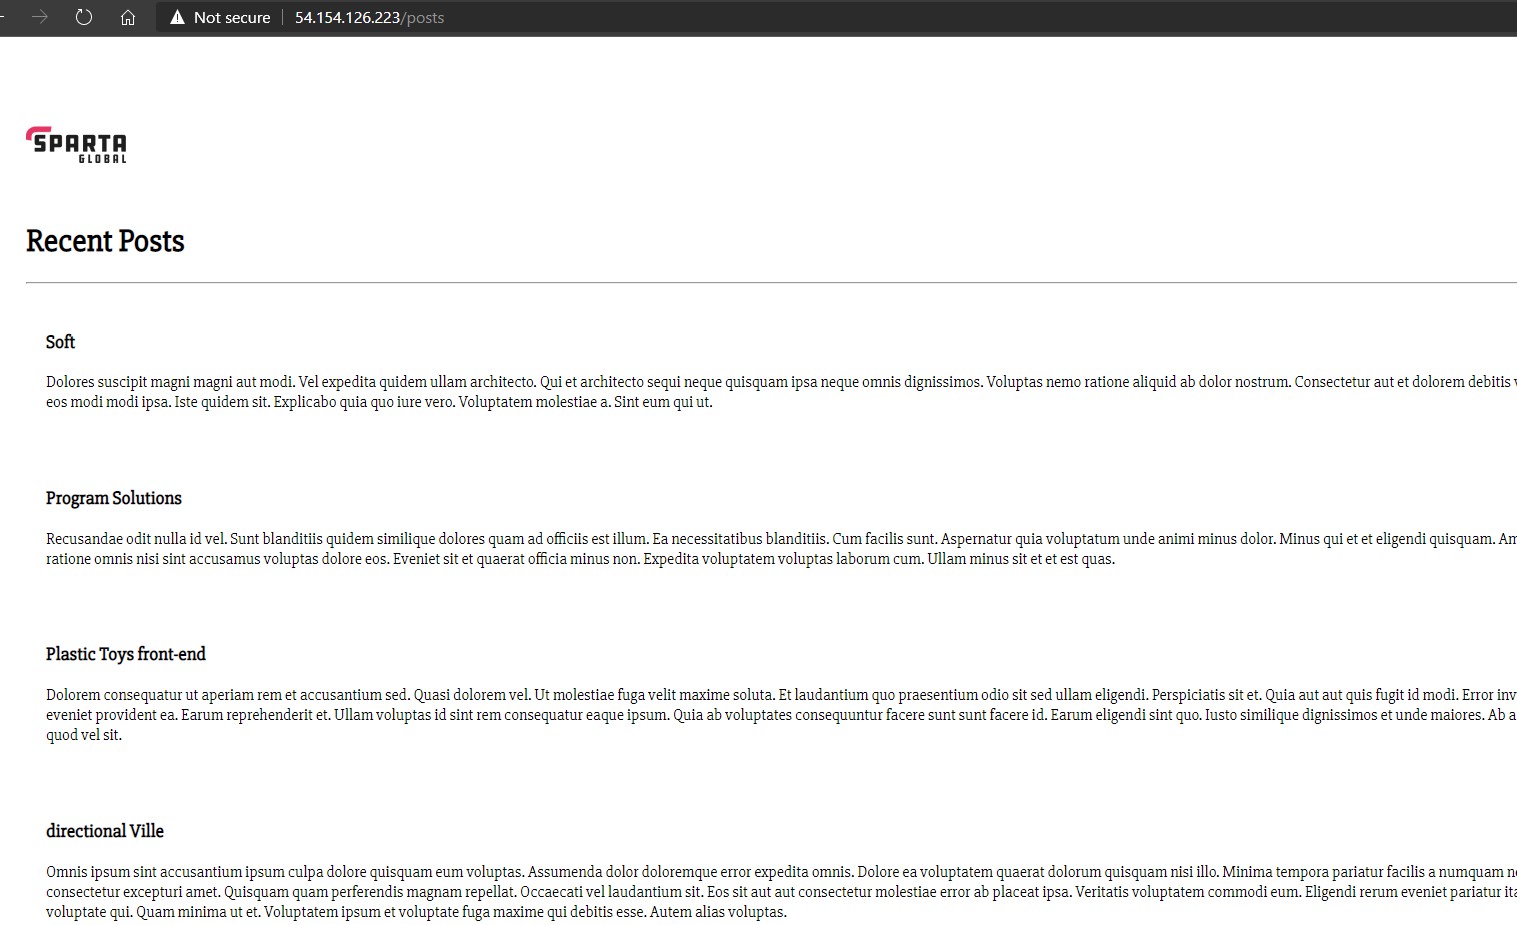 Not secure | 54.154.126.223/posts
SPARTA
GLOBAL
Recent Posts
Soft
Dolores suscipit magni magni aut modi. Vel expedita quidem ullam architecto. Qui et architecto sequi neque quisquam ipsa neque omnis dignissimos. Voluptas nemo ratione aliquid ab dolor nostrum. Consectetur aut et dolorem debitis
eos modi modi ipsa. Iste quidem sit. Explicabo quia quo iure vero. Voluptatem molestiae a. Sint eum qui ut.
Program Solutions
Recusandae odit nulla id vel. Sunt blanditiis quidem similique dolores quam ad officiis est illum. Ea necessitatibus blanditiis. Cum facilis sunt. Aspernatur quia voluptatum unde animi minus dolor. Minus qui et et eligendi quisquam.
ratione omnis nisi sint accusamus voluptas dolore eos. Eveniet sit et quaerat officia minus non. Expedita voluptatem voluptas laborum cum. Ullam minus sit et et est quas.
Plastic Toys front-end
Dolorem consequatur ut aperiam rem et accusantium sed. Quasi dolorem vel. Ut molestiae fuga velit maxime soluta. Et laudantium quo praesentium odio sit sed ullam eligendi. Perspiciatis sit et. Quia aut aut quis fugit id modi. Error
eveniet provident ea. Earum reprehenderit et. Ullam voluptas id sint rem consequatur eaque ipsum. Quia ab voluptates consequuntur facere sunt sunt facere id. Earum eligendi sint quo. Iusto similique dignissimos et unde maiores. Ab
quod vel sit.
directional Ville
Omnis ipsum sint accusantium ipsum culpa dolore quisquam eum voluptas. Assumenda dolor doloremque error expedita omnis. Dolore ea voluptatem quaerat dolorum quisquam nisi illo. Minima tempora pariatur facilis a numquam
consectetur excepturi amet. Quisquam quam perferendis magnam repellat. Occaecati vel laudantium sit. Eos sit aut aut consectetur molestiae error ab placeat ipsa. Veritatis voluptatem commodi eum. Eligendi rerum eveniet pariatur
voluptate qui. Quam minima ut et. Voluptatem ipsum et voluptate fuga maxime qui debitis esse. Autem alias voluptas.